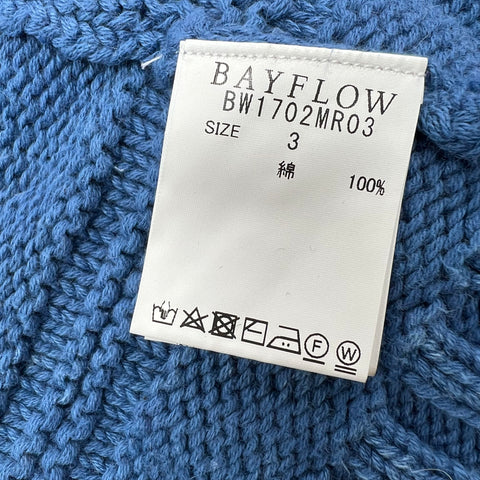 BAYFLOW
BW1702MR03
SIZE 3
綿 100%
F W